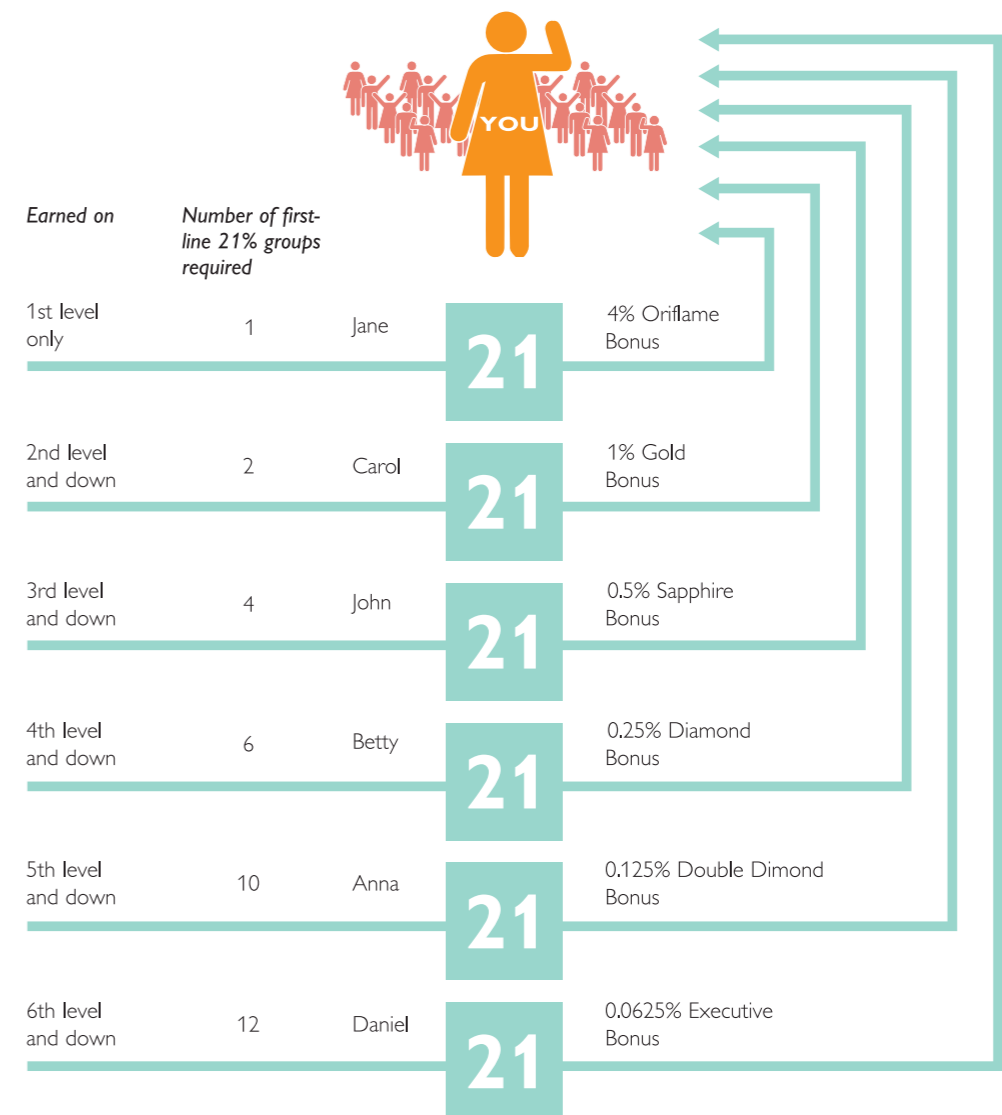 YOU
Earned on
Number of first-
line 21% groups
required
1st level
only
1
Jane
21
4% Oriflame
Bonus
2nd level
and down
2
Carol
21
1% Gold
Bonus
3rd level
and down
4
John
21
0.5% Sapphire
Bonus
4th level
and down
6
Betty
21
0.25% Diamond
Bonus
5th level
and down
10
Anna
21
0.125% Double Dimond
Bonus
6th level
and down
12
Daniel
21
0.0625% Executive
Bonus